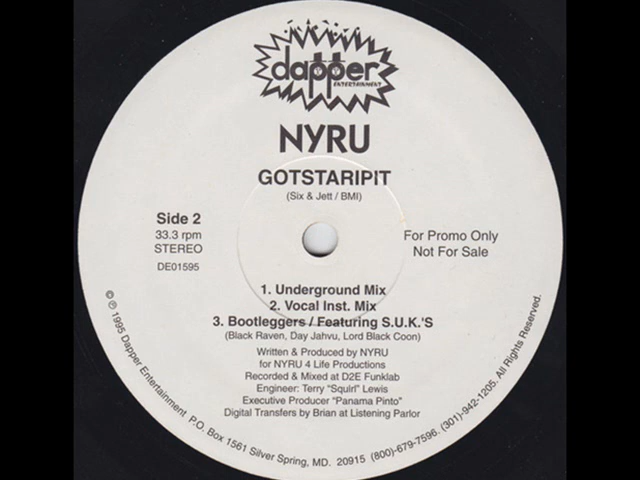 dapper
ENTERTAINMENT
NYRU
GOTSTARIPIT
(Six & Jett / BMI)
Side 2
33.3 rpm
STEREO
DE01595
For Promo Only
Not For Sale
1. Underground Mix
2. Vocal Inst. Mix
3. Bootleggers / Featuring S.U.K.'S
(Black Raven, Day Jahvu, Lord Black Coon)
Written & Produced by NYRU
for NYRU 4 Life Productions
Recorded & Mixed at D2E Funklab
Engineer: Terry "Squirl" Lewis
Executive Producer "Panama Pinto"
Digital Transfers by Brian at Listening Parlor
© ℗ 1995 Dapper Entertainment P.O. Box 1561 Silver Spring, MD. 20915 (800)-679-7596. (301)-942-1205. All Rights Reserved.